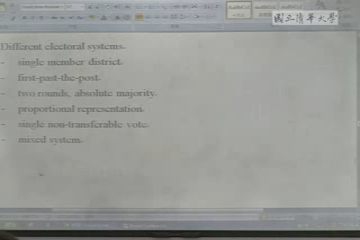 國立清華大學
Different electoral systems.
- single member district.
- first-past-the-post.
- two rounds, absolute majority.
- proportional representation.
- single non-transferable vote.
- mixed system.